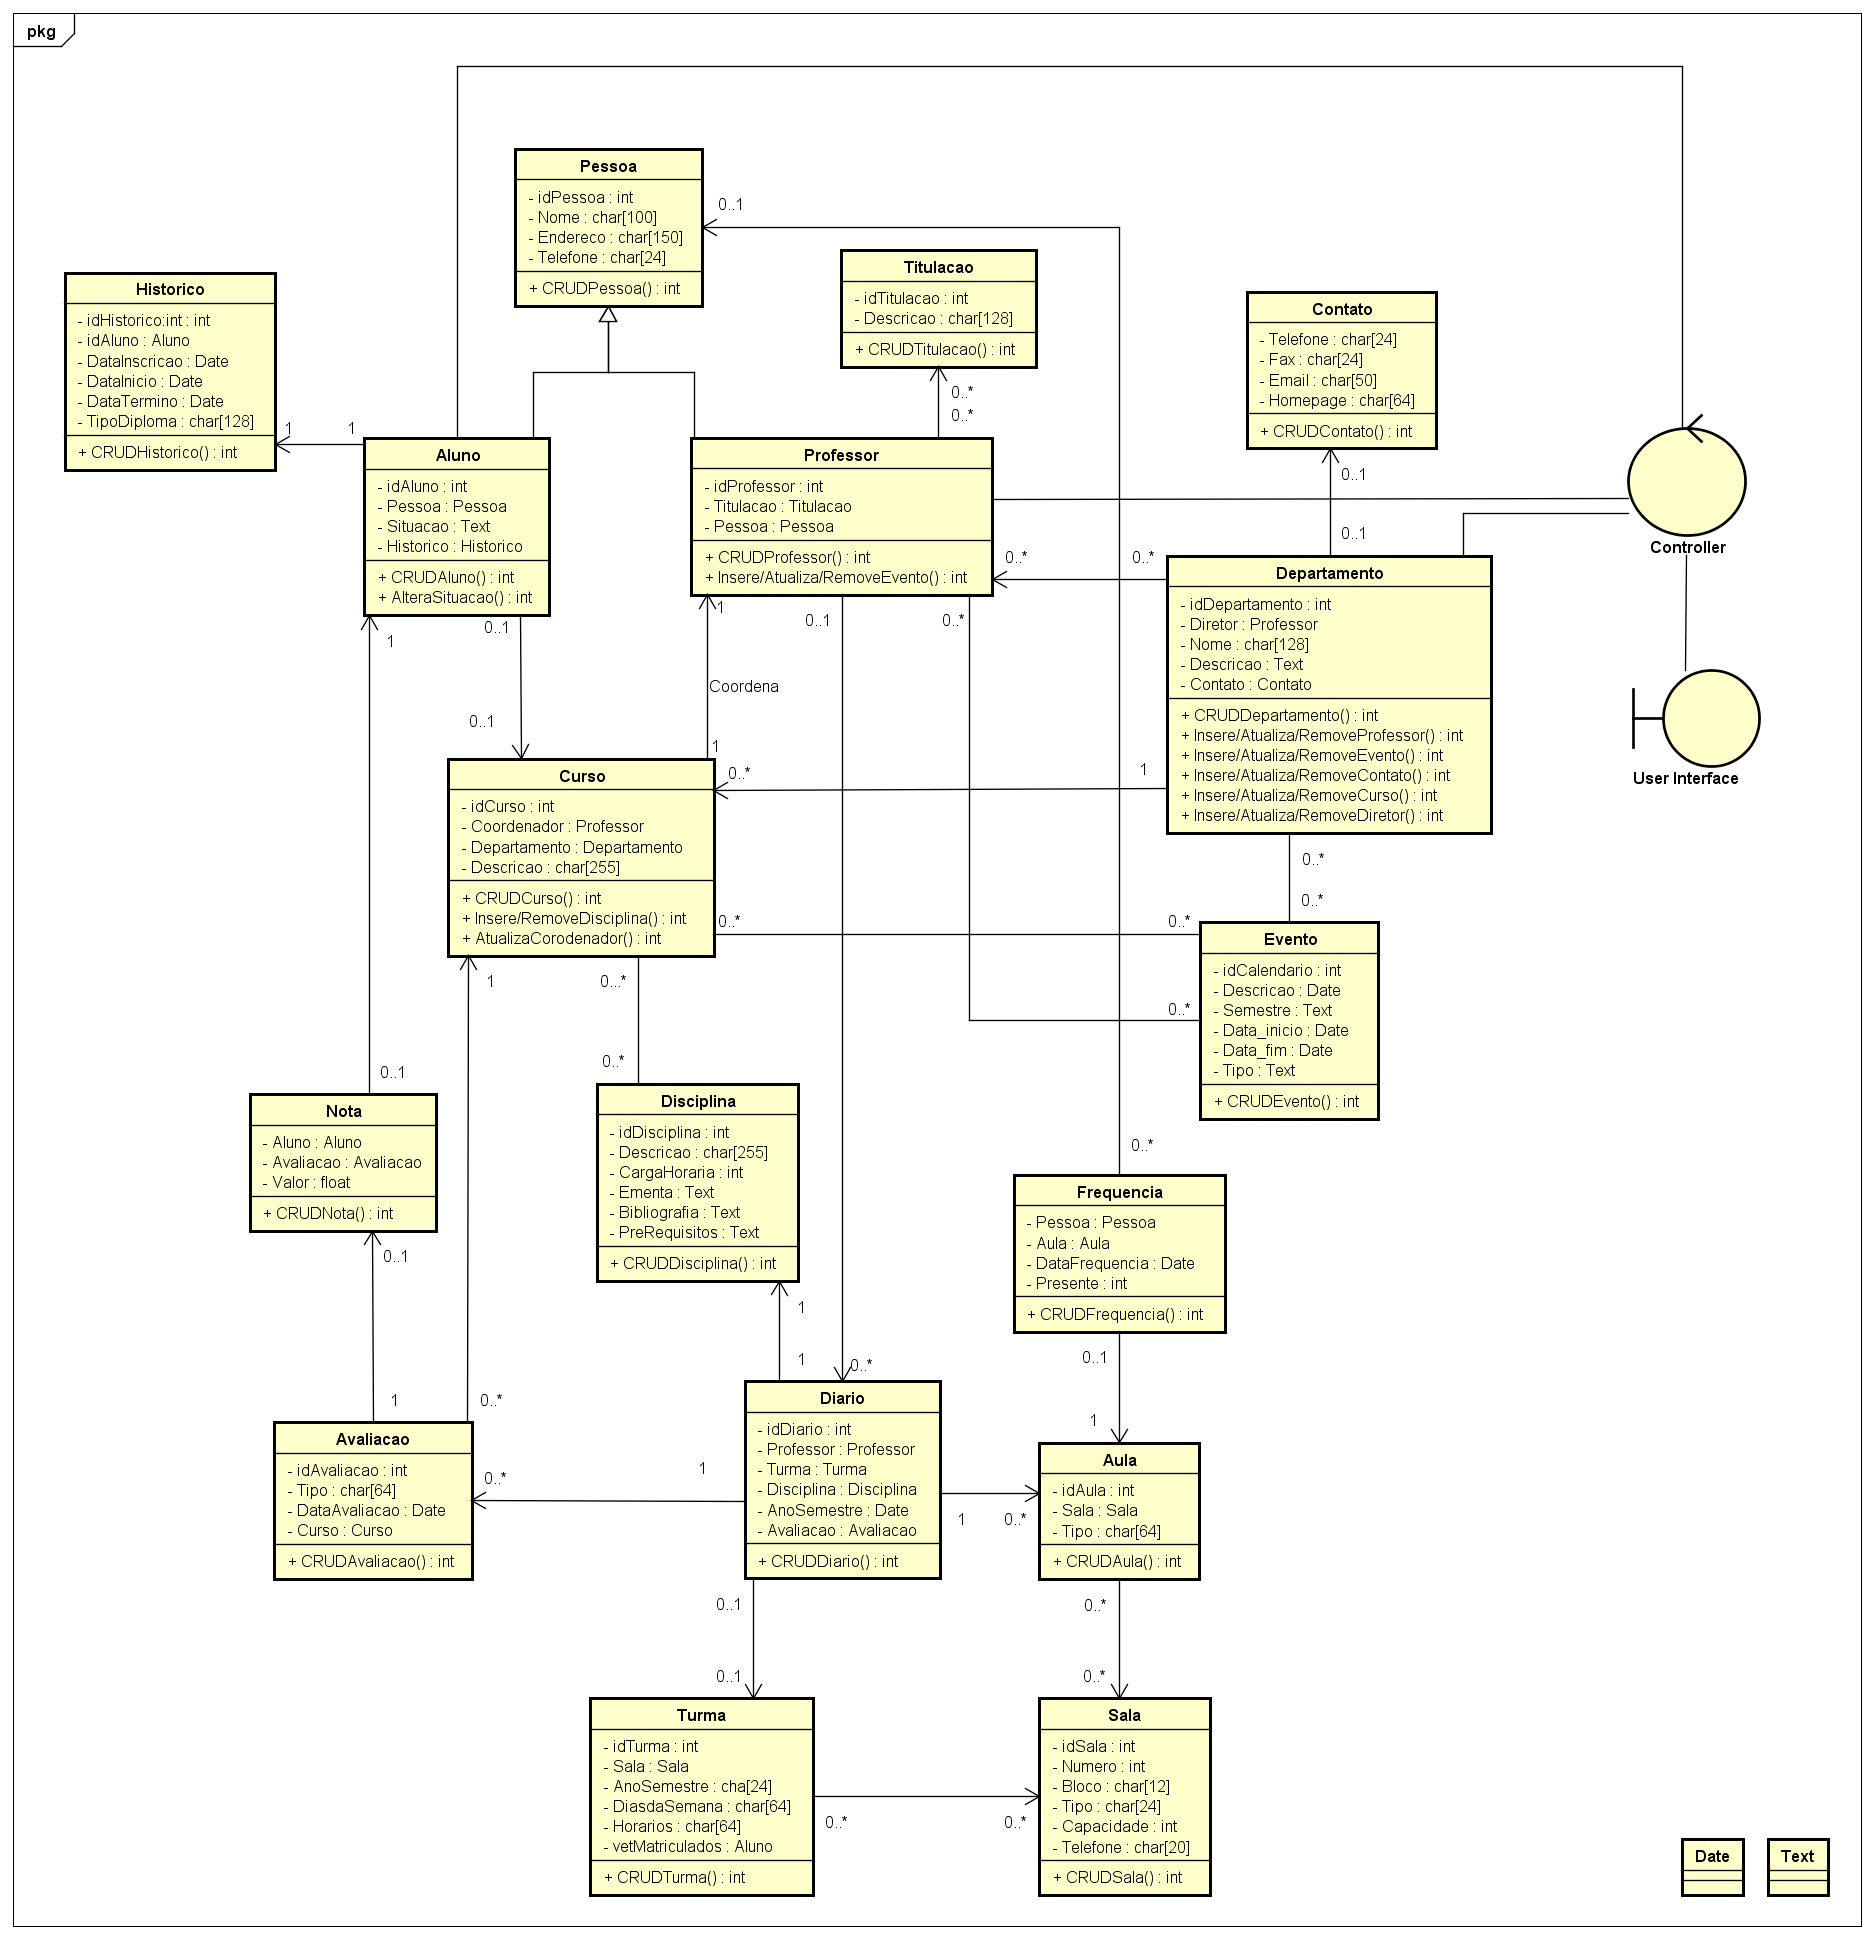 pkg
Pessoa
- idPessoa : int
- Nome : char[100]
- Endereco : char[150]
- Telefone : char[24]
+ CRUDPessoa() : int
0..1
Titulacao
- idTitulacao : int
- Descricao : char[128]
+ CRUDTitulacao() : int
0..*
0..*
Historico
- idHistorico:int : int
- idAluno : Aluno
- DataInscricao : Date
- DataInicio : Date
- DataTermino : Date
- TipoDiploma : char[128]
+ CRUDHistorico() : int
1
1
Contato
- Telefone : char[24]
- Fax : char[24]
- Email : char[50]
- Homepage : char[64]
+ CRUDContato() : int
0..1
0..1
Aluno
- idAluno : int
- Pessoa : Pessoa
- Situacao : Text
- Historico : Historico
+ CRUDAluno() : int
+ AlteraSituacao() : int
1
0..1
0..1
Professor
- idProfessor : int
- Titulacao : Titulacao
- Pessoa : Pessoa
+ CRUDProfessor() : int
+ Insere/Atualiza/RemoveEvento() : int
1
0..1
0..*
0..*
0..*
Controller
Departamento
- idDepartamento : int
- Diretor : Professor
- Nome : char[128]
- Descricao : Text
- Contato : Contato
+ CRUDDepartamento() : int
+ Insere/Atualiza/RemoveProfessor() : int
+ Insere/Atualiza/RemoveEvento() : int
+ Insere/Atualiza/RemoveContato() : int
+ Insere/Atualiza/RemoveCurso() : int
+ Insere/Atualiza/RemoveDiretor() : int
User Interface
Coordena
1
0..*
1
Curso
- idCurso : int
- Coordenador : Professor
- Departamento : Departamento
- Descricao : char[255]
+ CRUDCurso() : int
+ Insere/RemoveDisciplina() : int
+ AtualizaCorodenador() : int
0..*
0..*
0..*
0..*
1
0...*
0..*
0..*
Evento
- idCalendario : int
- Descricao : Date
- Semestre : Text
- Data_inicio : Date
- Data_fim : Date
- Tipo : Text
+ CRUDEvento() : int
0..1
Nota
- Aluno : Aluno
- Avaliacao : Avaliacao
- Valor : float
+ CRUDNota() : int
0..1
Disciplina
- idDisciplina : int
- Descricao : char[255]
- CargaHoraria : int
- Ementa : Text
- Bibliografia : Text
- PreRequisitos : Text
+ CRUDDisciplina() : int
1
1
0..*
0..*
Frequencia
- Pessoa : Pessoa
- Aula : Aula
- DataFrequencia : Date
- Presente : int
+ CRUDFrequencia() : int
0..1
1
1
0..*
Avaliacao
- idAvaliacao : int
- Tipo : char[64]
- DataAvaliacao : Date
- Curso : Curso
+ CRUDAvaliacao() : int
0..*
1
Diario
- idDiario : int
- Professor : Professor
- Turma : Turma
- Disciplina : Disciplina
- AnoSemestre : Date
- Avaliacao : Avaliacao
+ CRUDDiario() : int
1
0..*
Aula
- idAula : int
- Sala : Sala
- Tipo : char[64]
+ CRUDAula() : int
0..1
0..1
0..*
0..*
Turma
- idTurma : int
- Sala : Sala
- AnoSemestre : cha[24]
- DiasdaSemana : char[64]
- Horarios : char[64]
- vetMatriculados : Aluno
+ CRUDTurma() : int
0..*
0..*
Sala
- idSala : int
- Numero : int
- Bloco : char[12]
- Tipo : char[24]
- Capacidade : int
- Telefone : char[20]
+ CRUDSala() : int
Date
Text